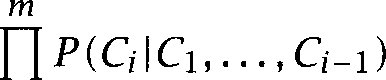 m
∏ P(C_i|C_1, . . . , C_{i−1})